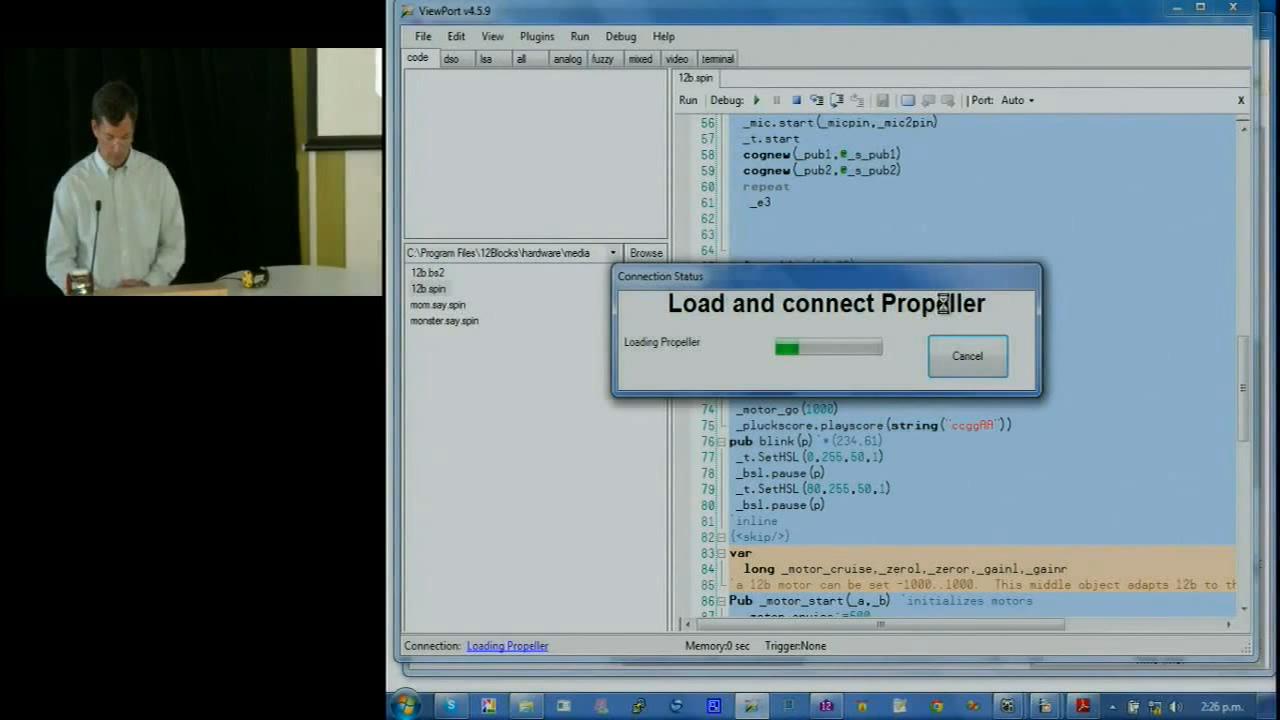 ViewPort v4.5.9
File Edit View Plugins Run Debug Help
code dso lsa all analog fuzzy mixed video terminal
12b.spin
Run Debug: Port: Auto X
C:\Program Files\12Blocks\hardware\media Browse
12b.bs2
12b.spin
mom.say.spin
monster.say.spin
56 _mic.start(_micpin,_mic2pin)
57 _t.start
58 cognew(_pub1,@_s_pub1)
59 cognew(_pub2,@_s_pub2)
60 repeat
61 _e3
62
63
64
Connection Status
Load and connect Propeller
Loading Propeller
Cancel
74 _motor_go(1000)
75 _pluckscore.playscore(string("ccggAA"))
76 pub blink(p) `*(234.61)
77 _t.SetHSL(0,255,50,1)
78 _bsl.pause(p)
79 _t.SetHSL(80,255,50,1)
80 _bsl.pause(p)
81 `inline
82 {<skip/>}
83 var
84 long _motor_cruise,_zerol,_zeror,_gainl,_gainr
85 `a 12b motor can be set -1000..1000. This middle object adapts 12b to th
86 Pub _motor_start(_a,_b) `initializes motors
87
Connection: Loading Propeller Memory:0 sec Trigger:None
2:26 p.m.